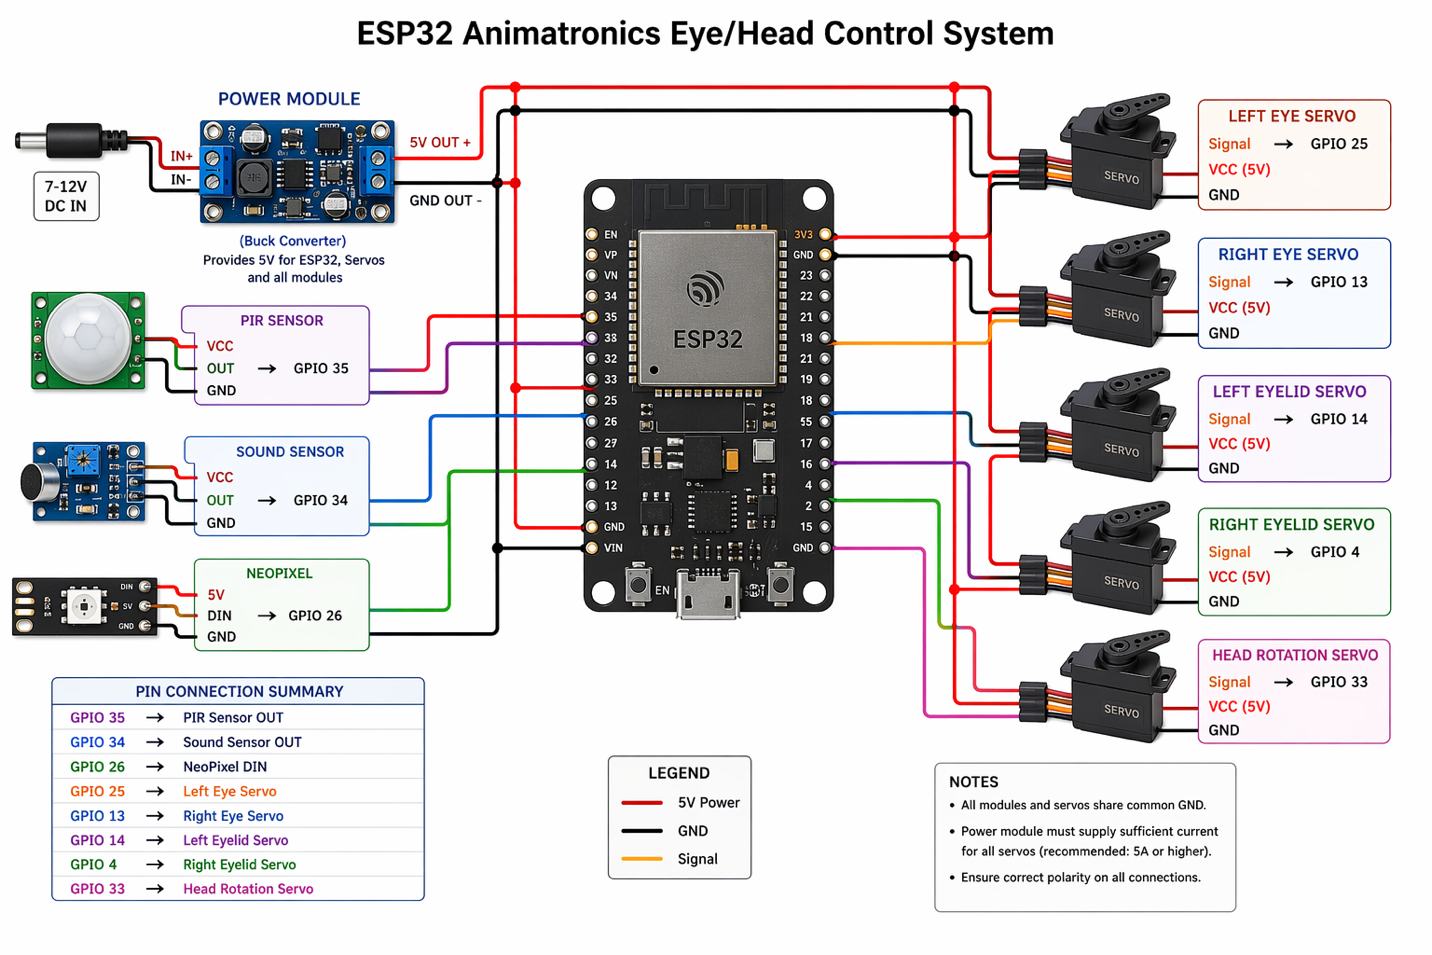 ESP32 Animatronics Eye/Head Control System
POWER MODULE
IN+
IN-
7-12V
DC IN
5V OUT +
GND OUT -
(Buck Converter)
Provides 5V for ESP32, Servos
and all modules
PIR SENSOR
VCC
OUT → GPIO 35
GND
SOUND SENSOR
VCC
OUT → GPIO 34
GND
NEOPIXEL
5V
DIN → GPIO 26
GND
DIN
5V
GND
EN
VP
VN
34
35
33
32
33
25
26
27
14
12
13
GND
VIN
3V3
GND
23
22
21
18
21
19
18
55
17
16
4
2
15
GND
ESP32
EN
SERVO
LEFT EYE SERVO
Signal → GPIO 25
VCC (5V)
GND
SERVO
RIGHT EYE SERVO
Signal → GPIO 13
VCC (5V)
GND
SERVO
LEFT EYELID SERVO
Signal → GPIO 14
VCC (5V)
GND
SERVO
RIGHT EYELID SERVO
Signal → GPIO 4
VCC (5V)
GND
SERVO
HEAD ROTATION SERVO
Signal → GPIO 33
VCC (5V)
GND
PIN CONNECTION SUMMARY
GPIO 35 → PIR Sensor OUT
GPIO 34 → Sound Sensor OUT
GPIO 26 → NeoPixel DIN
GPIO 25 → Left Eye Servo
GPIO 13 → Right Eye Servo
GPIO 14 → Left Eyelid Servo
GPIO 4 → Right Eyelid Servo
GPIO 33 → Head Rotation Servo
LEGEND
5V Power
GND
Signal
NOTES
• All modules and servos share common GND.
• Power module must supply sufficient current
for all servos (recommended: 5A or higher).
• Ensure correct polarity on all connections.